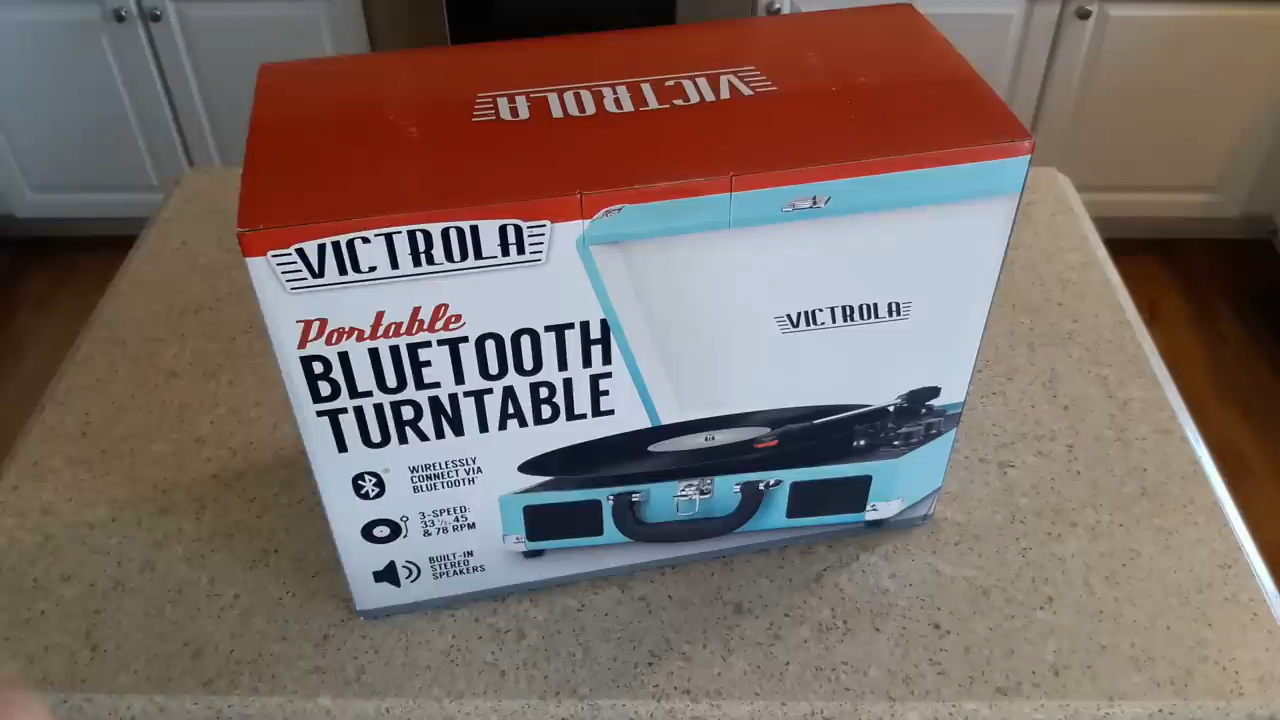 VICTROLA
VICTROLA
Portable
BLUETOOTH
TURNTABLE
VICTROLA
WIRELESSLY
CONNECT VIA
BLUETOOTH
3-SPEED:
33 1/3, 45
& 78 RPM
BUILT-IN
STEREO
SPEAKERS